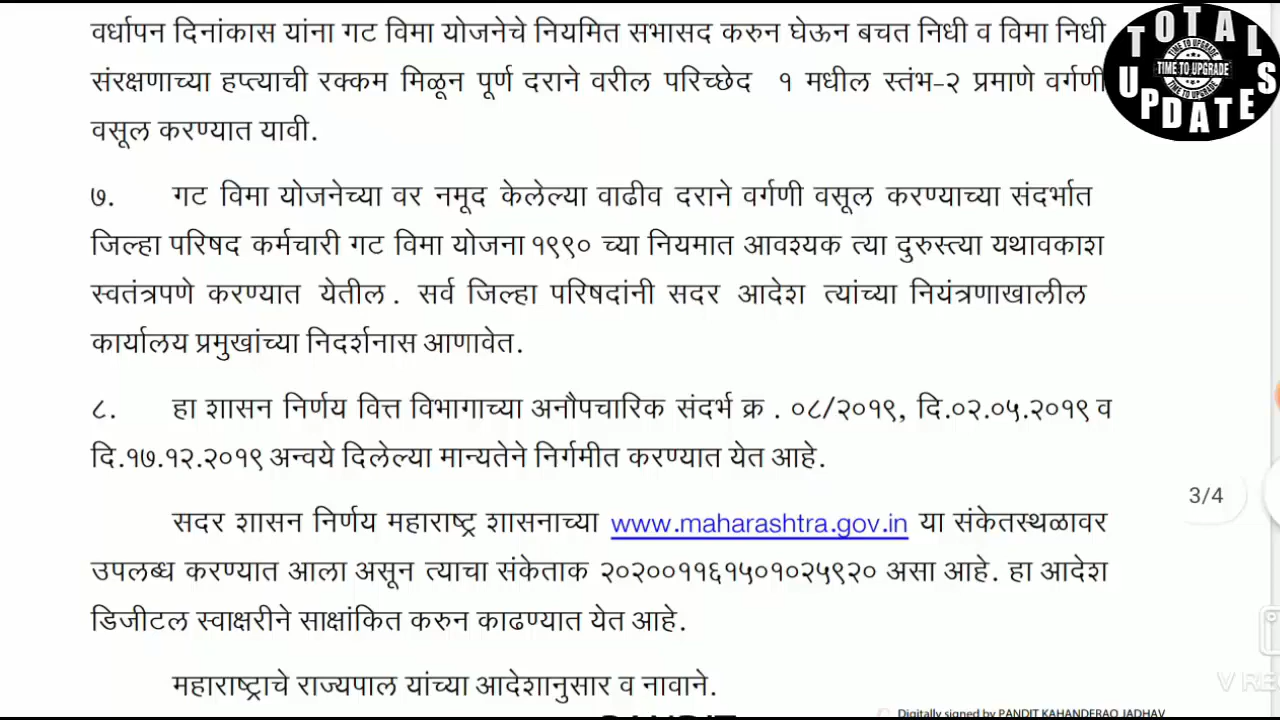 वर्धापन दिनांकास यांना गट विमा योजनेचे नियमित सभासद करुन घेऊन बचत निधी व विमा निधी
संरक्षणाच्या हप्त्याची रक्कम मिळून पूर्ण दराने वरील परिच्छेद १ मधील स्तंभ-२ प्रमाणे वर्गणी
वसूल करण्यात यावी.
TOTAL
TIME TO UPGRADE
UPDATES
७. गट विमा योजनेच्या वर नमूद केलेल्या वाढीव दराने वर्गणी वसूल करण्याच्या संदर्भात
जिल्हा परिषद कर्मचारी गट विमा योजना १९९० च्या नियमात आवश्यक त्या दुरुस्त्या यथावकाश
स्वतंत्रपणे करण्यात येतील. सर्व जिल्हा परिषदांनी सदर आदेश त्यांच्या नियंत्रणाखालील
कार्यालय प्रमुखांच्या निदर्शनास आणावेत.
८. हा शासन निर्णय वित्त विभागाच्या अनौपचारिक संदर्भ क्र . ०८/२०१९, दि.०२.०५.२०१९ व
दि.१७.१२.२०१९ अन्वये दिलेल्या मान्यतेने निर्गमीत करण्यात येत आहे.
3/4
सदर शासन निर्णय महाराष्ट्र शासनाच्या www.maharashtra.gov.in या संकेतस्थळावर
उपलब्ध करण्यात आला असून त्याचा संकेताक २०२००११६१५०१०२५९२० असा आहे. हा आदेश
डिजीटल स्वाक्षरीने साक्षांकित करुन काढण्यात येत आहे.
महाराष्ट्राचे राज्यपाल यांच्या आदेशानुसार व नावाने.
Digitally signed by PANDIT KAHANDERAO JADHAV